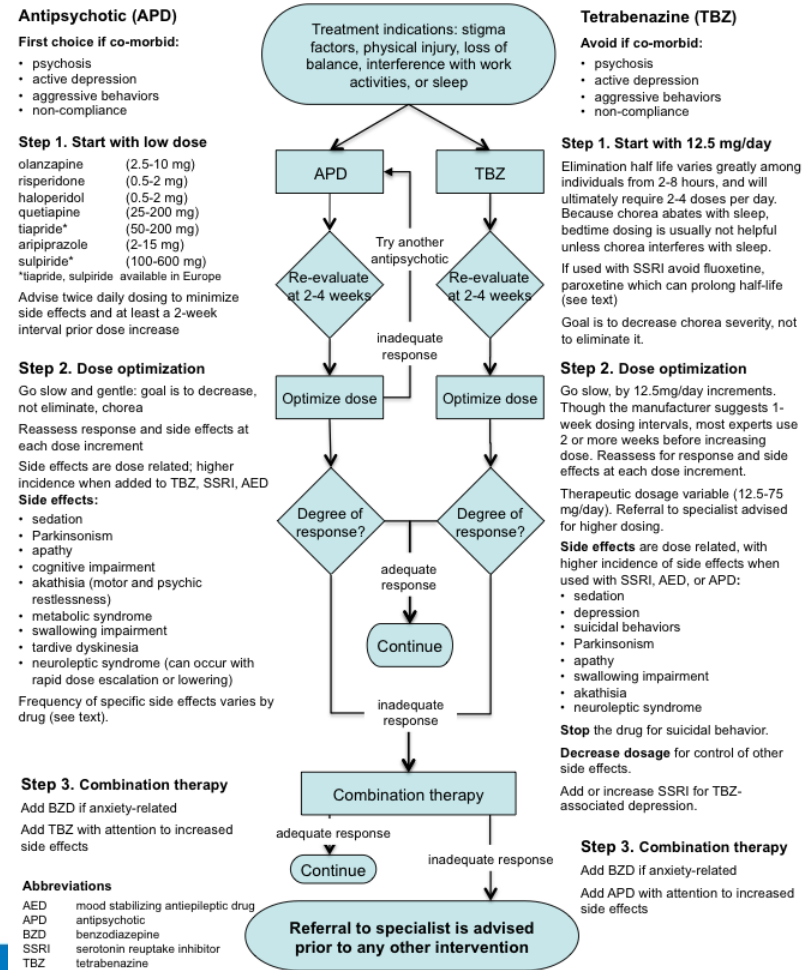 Antipsychotic (APD)
First choice if co-morbid:
• psychosis
• active depression
• aggressive behaviors
• non-compliance
Step 1. Start with low dose
olanzapine (2.5-10 mg)
risperidone (0.5-2 mg)
haloperidol (0.5-2 mg)
quetiapine (25-200 mg)
tiapride* (50-200 mg)
aripiprazole (2-15 mg)
sulpiride* (100-600 mg)
*tiapride, sulpiride available in Europe
Advise twice daily dosing to minimize
side effects and at least a 2-week
interval prior dose increase
Step 2. Dose optimization
Go slow and gentle: goal is to decrease,
not eliminate, chorea
Reassess response and side effects at
each dose increment
Side effects are dose related; higher
incidence when added to TBZ, SSRI, AED
Side effects:
• sedation
• Parkinsonism
• apathy
• cognitive impairment
• akathisia (motor and psychic
restlessness)
• metabolic syndrome
• swallowing impairment
• tardive dyskinesia
• neuroleptic syndrome (can occur with
rapid dose escalation or lowering)
Frequency of specific side effects varies by
drug (see text).
Step 3. Combination therapy
Add BZD if anxiety-related
Add TBZ with attention to increased
side effects
Abbreviations
AED mood stabilizing antiepileptic drug
APD antipsychotic
BZD benzodiazepine
SSRI serotonin reuptake inhibitor
TBZ tetrabenazine
Treatment indications: stigma
factors, physical injury, loss of
balance, interference with work
activities, or sleep
APD
TBZ
Try another
antipsychotic
Re-evaluate
at 2-4 weeks
Re-evaluate
at 2-4 weeks
inadequate
response
Optimize dose
Optimize dose
Degree of
response?
Degree of
response?
adequate
response
Continue
inadequate
response
Combination therapy
adequate response
Continue
inadequate response
Referral to specialist is advised
prior to any other intervention
Tetrabenazine (TBZ)
Avoid if co-morbid:
• psychosis
• active depression
• aggressive behaviors
• non-compliance
Step 1. Start with 12.5 mg/day
Elimination half life varies greatly among
individuals from 2-8 hours, and will
ultimately require 2-4 doses per day.
Because chorea abates with sleep,
bedtime dosing is usually not helpful
unless chorea interferes with sleep.
If used with SSRI avoid fluoxetine,
paroxetine which can prolong half-life
(see text)
Goal is to decrease chorea severity, not
to eliminate it.
Step 2. Dose optimization
Go slow, by 12.5mg/day increments.
Though the manufacturer suggests 1-
week dosing intervals, most experts use
2 or more weeks before increasing
dose. Reassess for response and side
effects at each dose increment.
Therapeutic dosage variable (12.5-75
mg/day). Referral to specialist advised
for higher dosing.
Side effects are dose related, with
higher incidence of side effects when
used with SSRI, AED, or APD:
• sedation
• depression
• suicidal behaviors
• Parkinsonism
• apathy
• swallowing impairment
• akathisia
• neuroleptic syndrome
Stop the drug for suicidal behavior.
Decrease dosage for control of other
side effects.
Add or increase SSRI for TBZ-
associated depression.
Step 3. Combination therapy
Add BZD if anxiety-related
Add APD with attention to increased
side effects